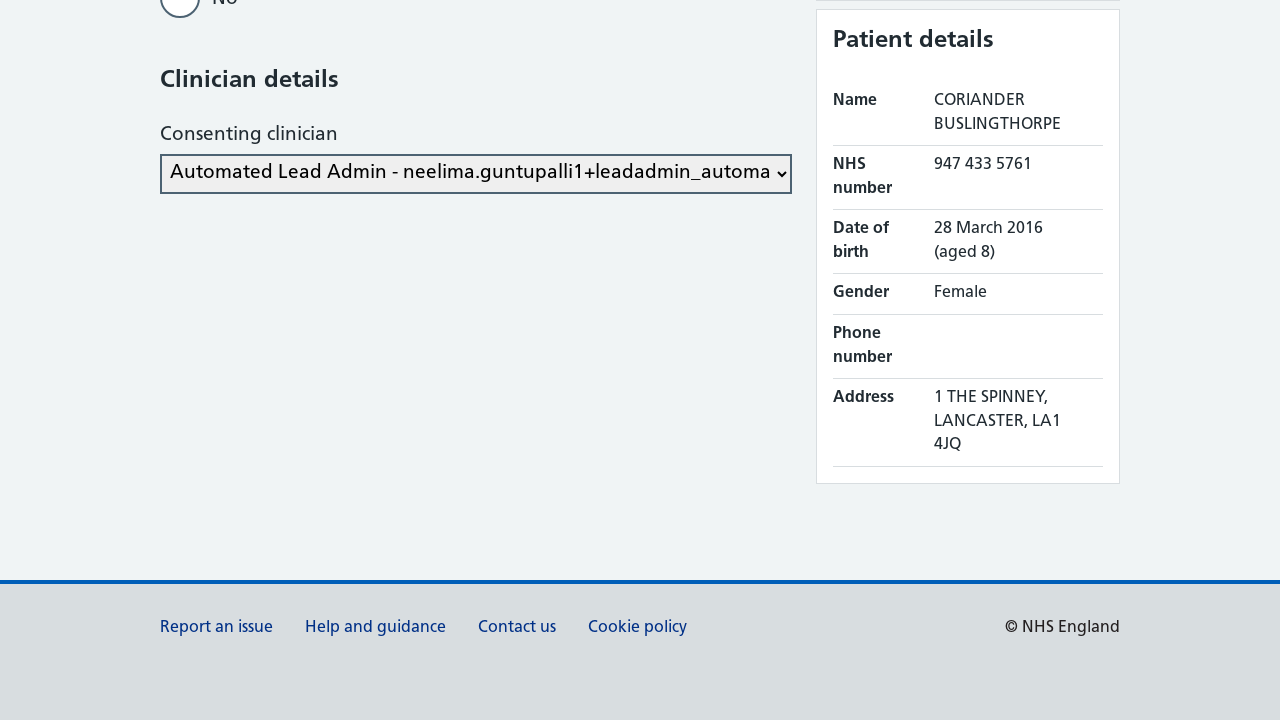 No
Clinician details
Consenting clinician
Automated Lead Admin - neelima.guntupalli1+leadadmin_automa
Patient details
Name CORIANDER
BUSLINGTHORPE
NHS 947 433 5761
number
Date of 28 March 2016
birth (aged 8)
Gender Female
Phone
number
Address 1 THE SPINNEY,
LANCASTER, LA1
4JQ
Report an issue Help and guidance Contact us Cookie policy © NHS England